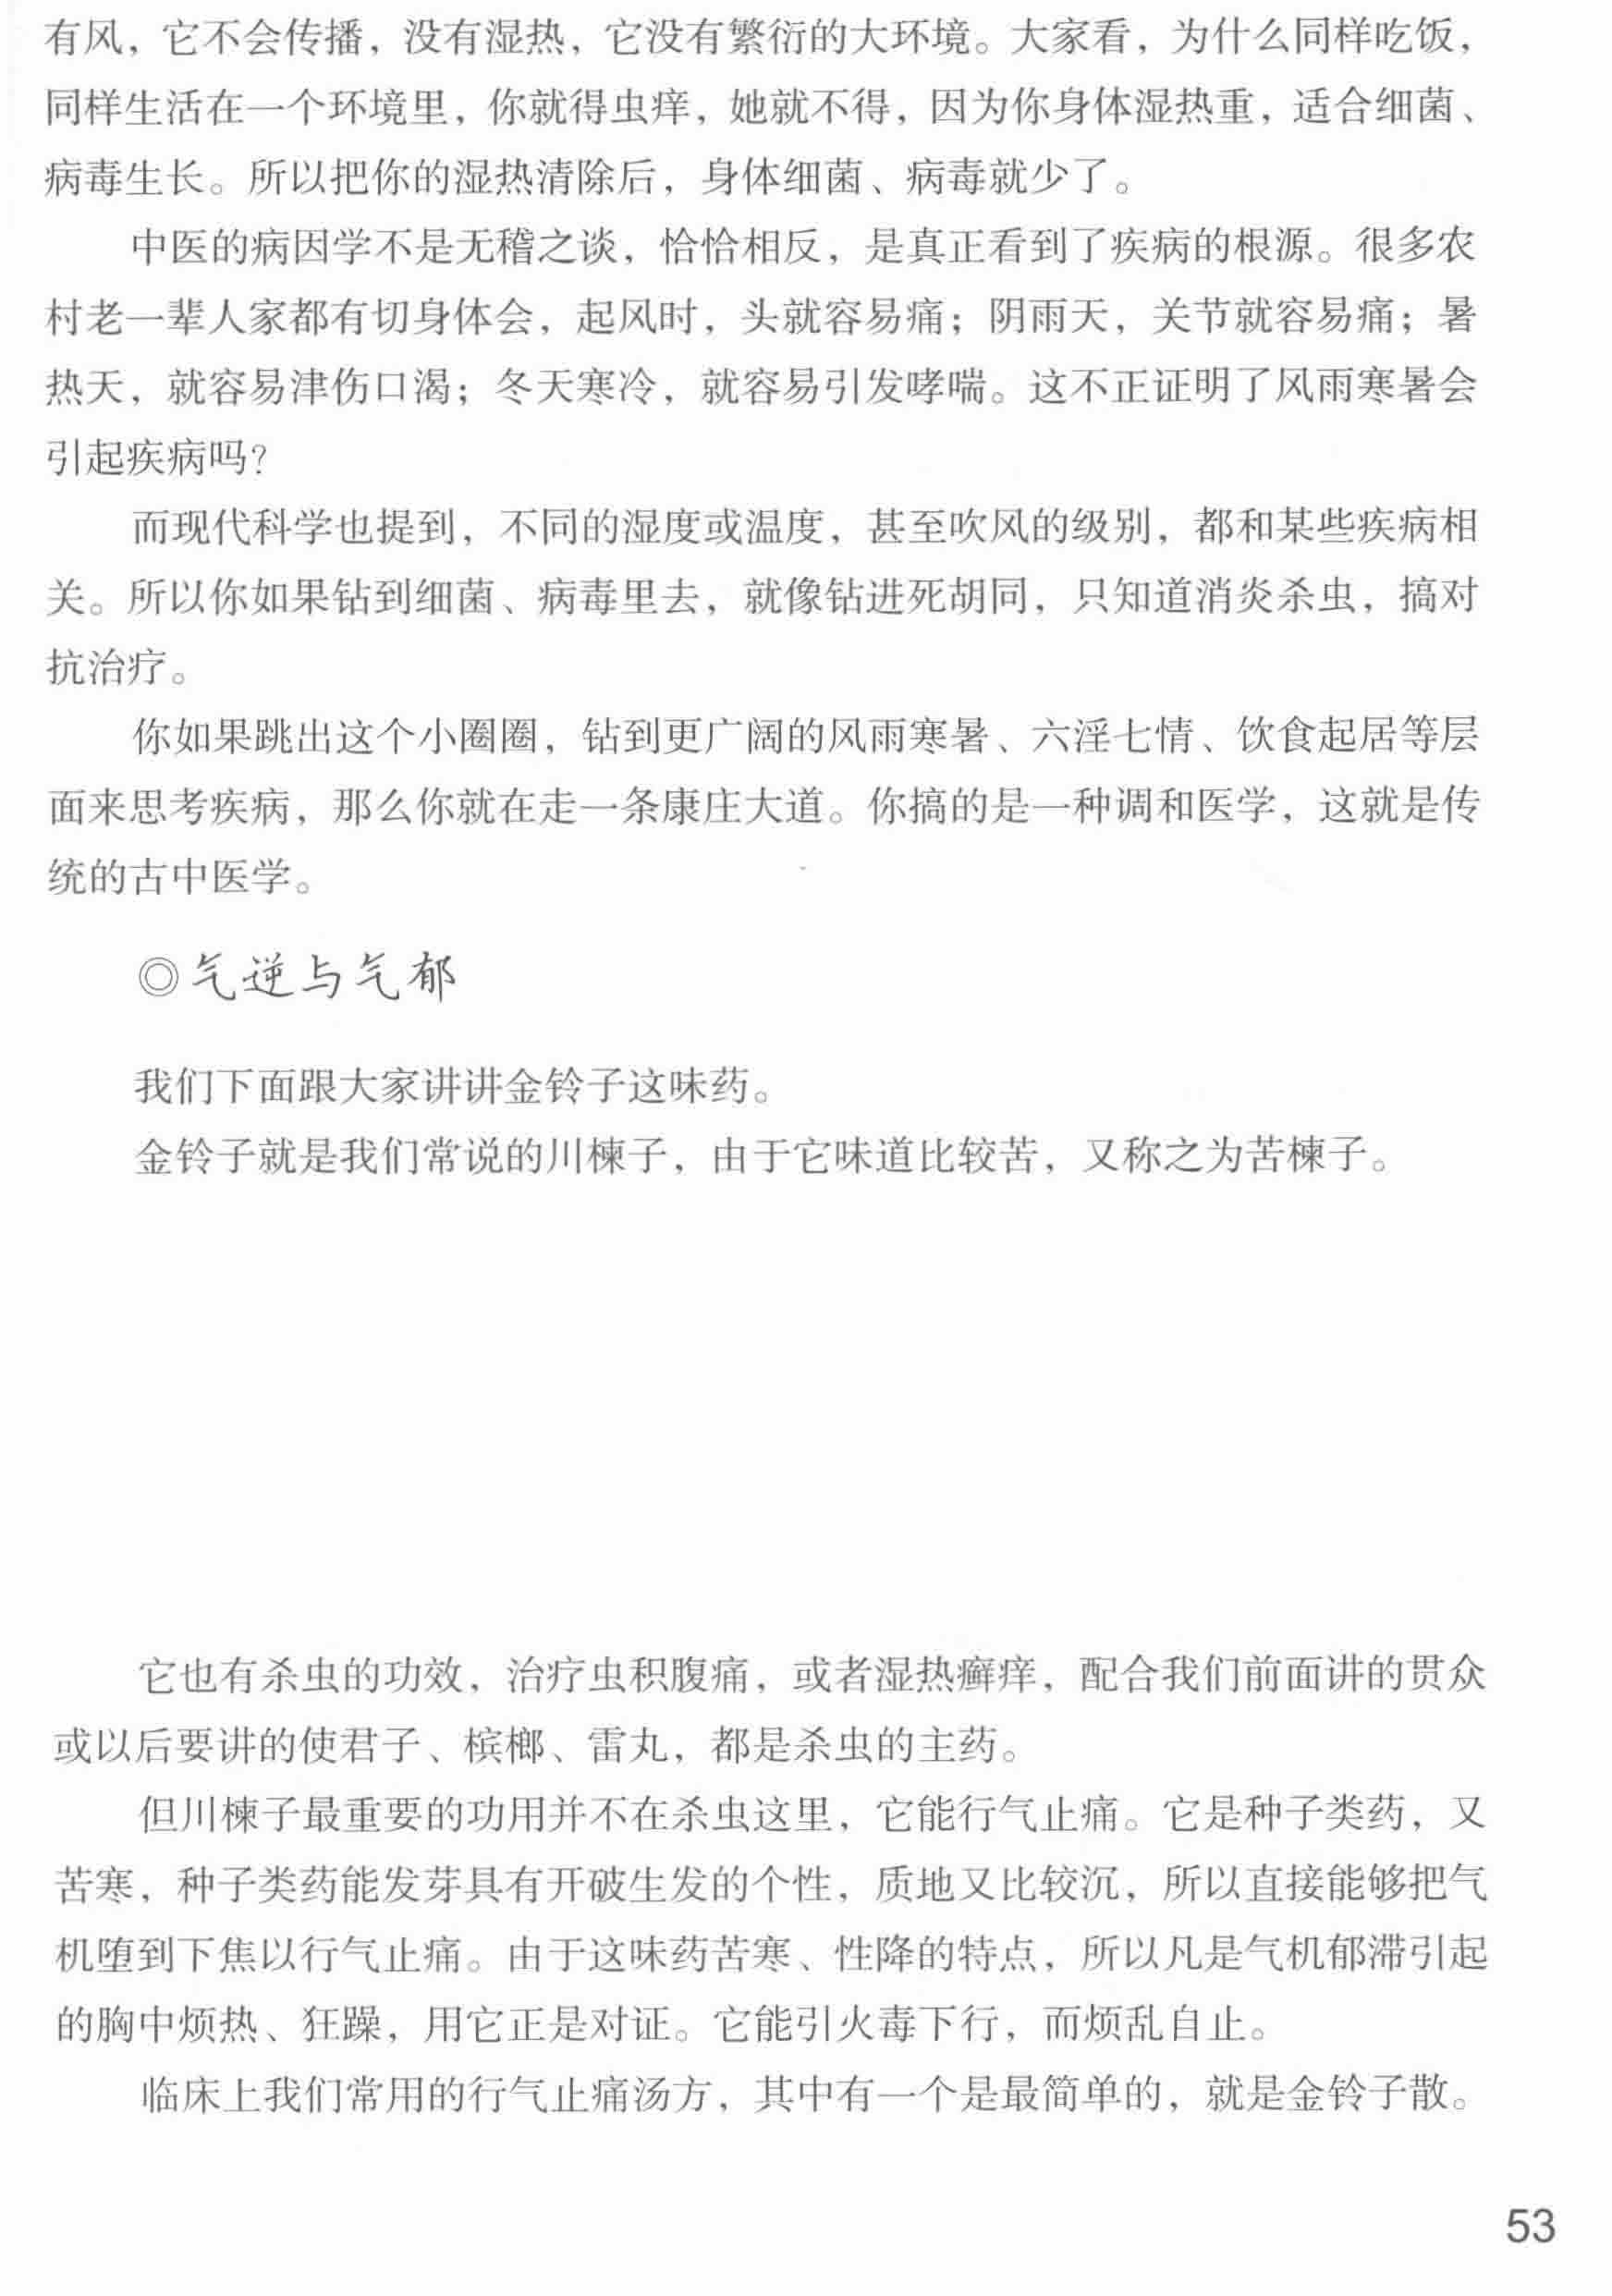 有风，它不会传播，没有湿热，它没有繁衍的大环境。大家看，为什么同样吃饭，
同样生活在一个环境里，你就得虫痒，她就不得，因为你身体湿热重，适合细菌、
病毒生长。所以把你的湿热清除后，身体细菌、病毒就少了。
中医的病因学不是无稽之谈，恰恰相反，是真正看到了疾病的根源。很多农
村老一辈人家都有切身体会，起风时，头就容易痛；阴雨天，关节就容易痛；暑
热天，就容易津伤口渴；冬天寒冷，就容易引发哮喘。这不正证明了风雨寒暑会
引起疾病吗？
而现代科学也提到，不同的湿度或温度，甚至吹风的级别，都和某些疾病相
关。所以你如果钻到细菌、病毒里去，就像钻进死胡同，只知道消炎杀虫，搞对
抗治疗。
你如果跳出这个小圈圈，钻到更广阔的风雨寒暑、六淫七情、饮食起居等层
面来思考疾病，那么你就在走一条康庄大道。你搞的是一种调和医学，这就是传
统的古中医学。
◎气逆与气郁
我们下面跟大家讲讲金铃子这味药。
金铃子就是我们常说的川楝子，由于它味道比较苦，又称之为苦楝子。
它也有杀虫的功效，治疗虫积腹痛，或者湿热癣痒，配合我们前面讲的贯众
或以后要讲的使君子、槟榔、雷丸，都是杀虫的主药。
但川楝子最重要的功用并不在杀虫这里，它能行气止痛。它是种子类药，又
苦寒，种子类药能发芽具有开破生发的个性，质地又比较沉，所以直接能够把气
机堕到下焦以行气止痛。由于这味药苦寒、性降的特点，所以凡是气机郁滞引起
的胸中烦热、狂躁，用它正是对证。它能引火毒下行，而烦乱自止。
临床上我们常用的行气止痛汤方，其中有一个是最简单的，就是金铃子散。
53